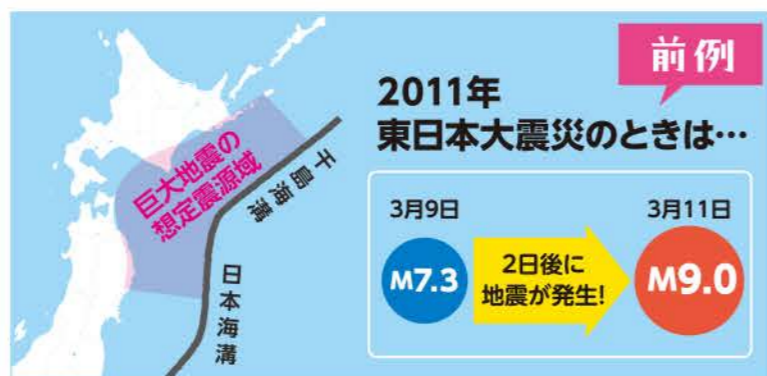 前例
2011年
東日本大震災のときは…
3月9日
M7.3
2日後に
地震が発生!
3月11日
M9.0
巨大地震の
想定震源域
千島海溝
日本海溝